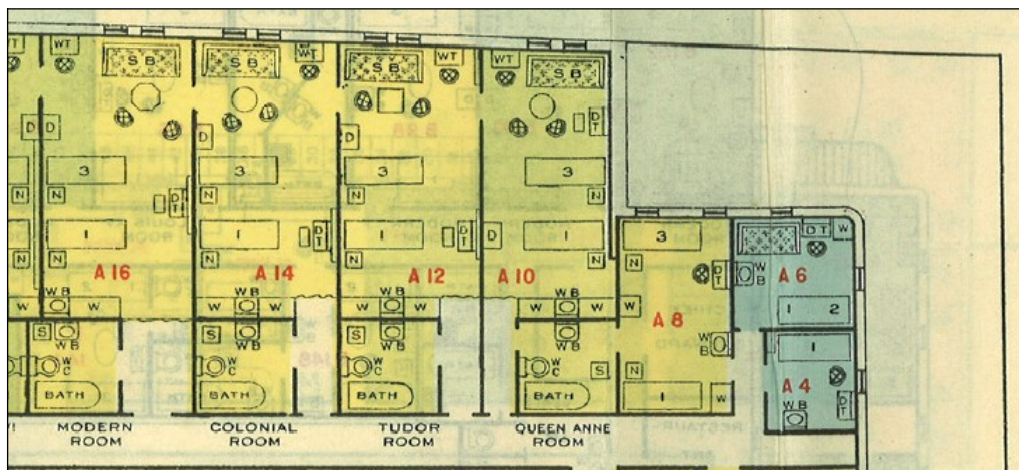 WT
S B
WT
S B
WT
S B
WT
S B
D
D
D
D
D T
3
3
3
3
N
N
N
N
D T
D T
D T
D
1
1
1
1
N
N
N
N
A 16
A 14
A 12
A 10
3
N
D T
A 8
D T
W
W B
A 6
1 2
W B
W
W
W B
W
W
W B
W
W
W B
W
W
W B
W
W
S
W B
S
W B
S
W B
W B
S
W C
W C
W C
W C
BATH
BATH
BATH
BATH
N
1
W
1
A 4
W B
D T
MODERN ROOM
COLONIAL ROOM
TUDOR ROOM
QUEEN ANNE ROOM